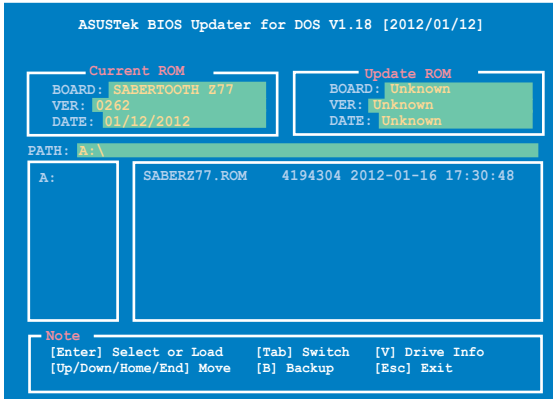 ASUSTek BIOS Updater for DOS V1.18 [2012/01/12]
Current ROM
BOARD: SABERTOOTH Z77
VER: 0262
DATE: 01/12/2012
Update ROM
BOARD: Unknown
VER: Unknown
DATE: Unknown
PATH: A:\
A:
SABERZ77.ROM 4194304 2012-01-16 17:30:48
Note
[Enter] Select or Load [Tab] Switch [V] Drive Info
[Up/Down/Home/End] Move [B] Backup [Esc] Exit